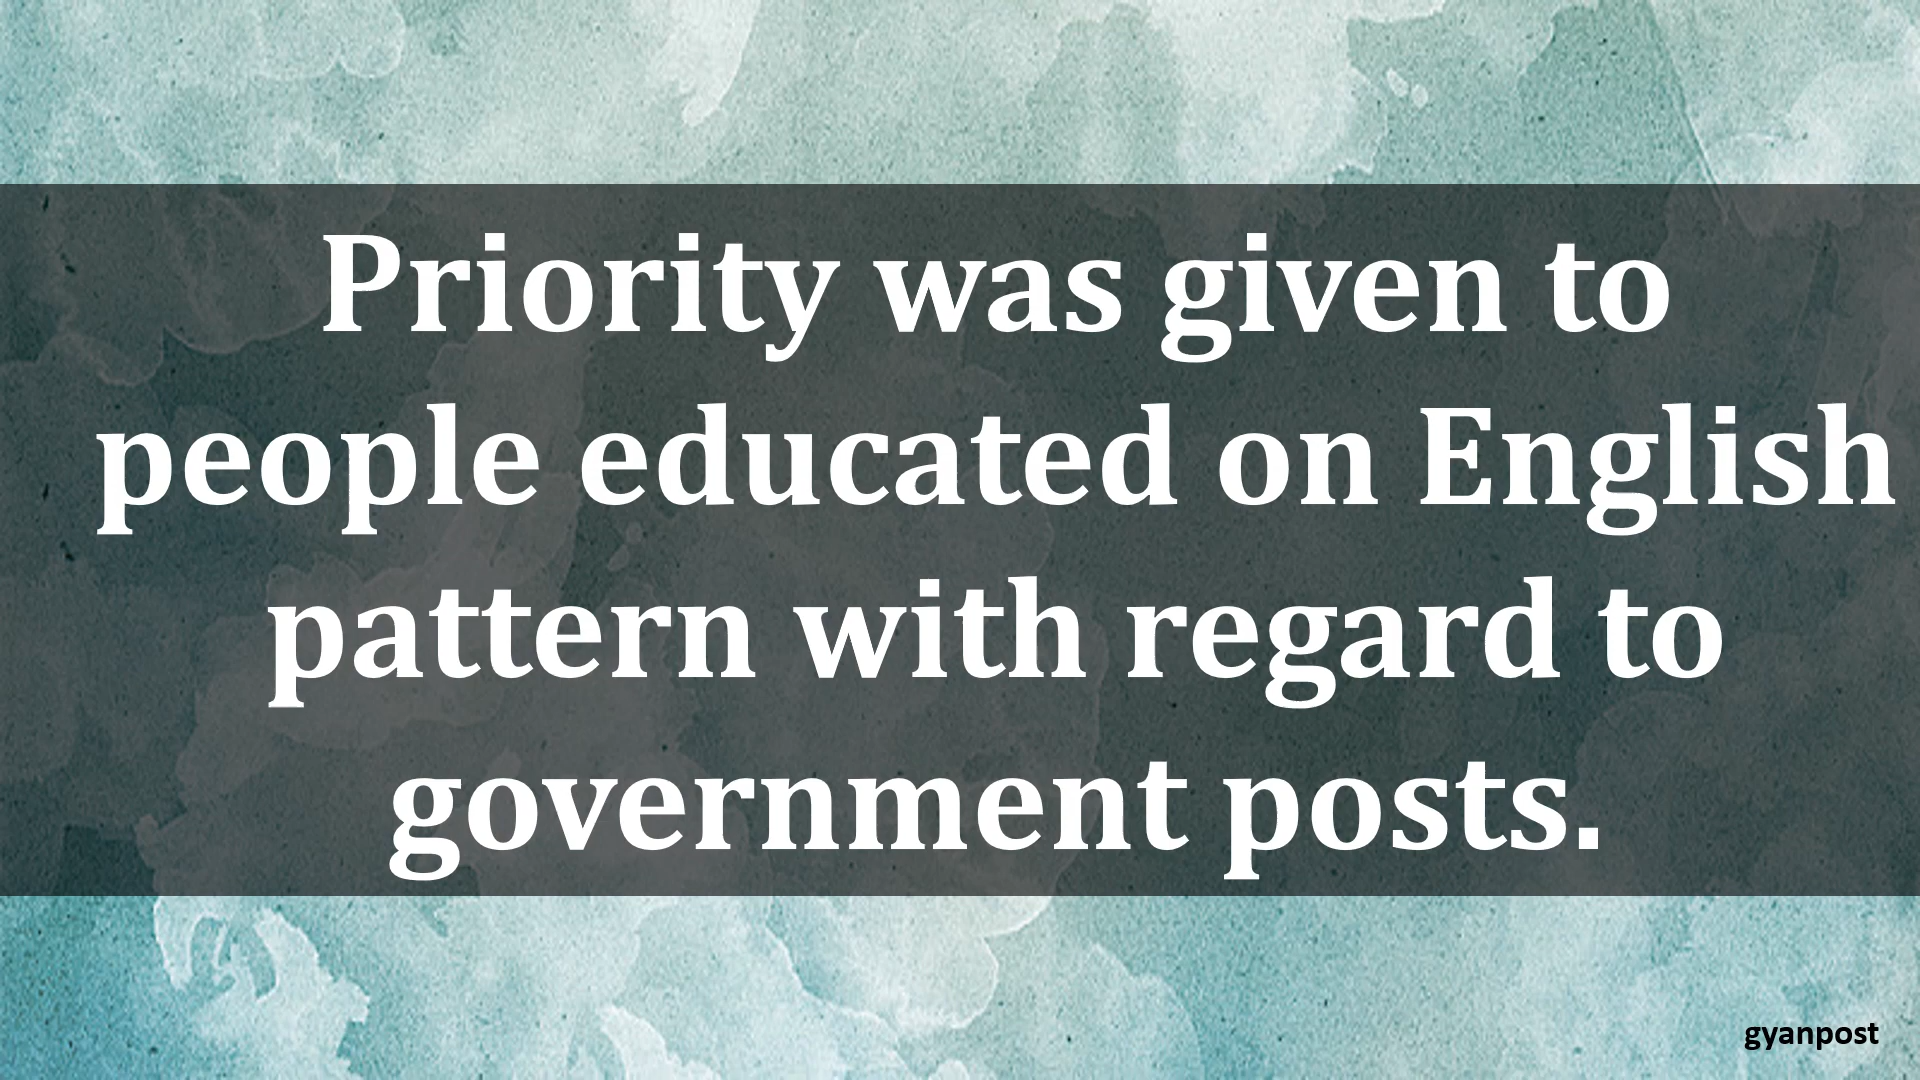 Priority was given to
people educated on English
pattern with regard to
government posts.
gyanpost